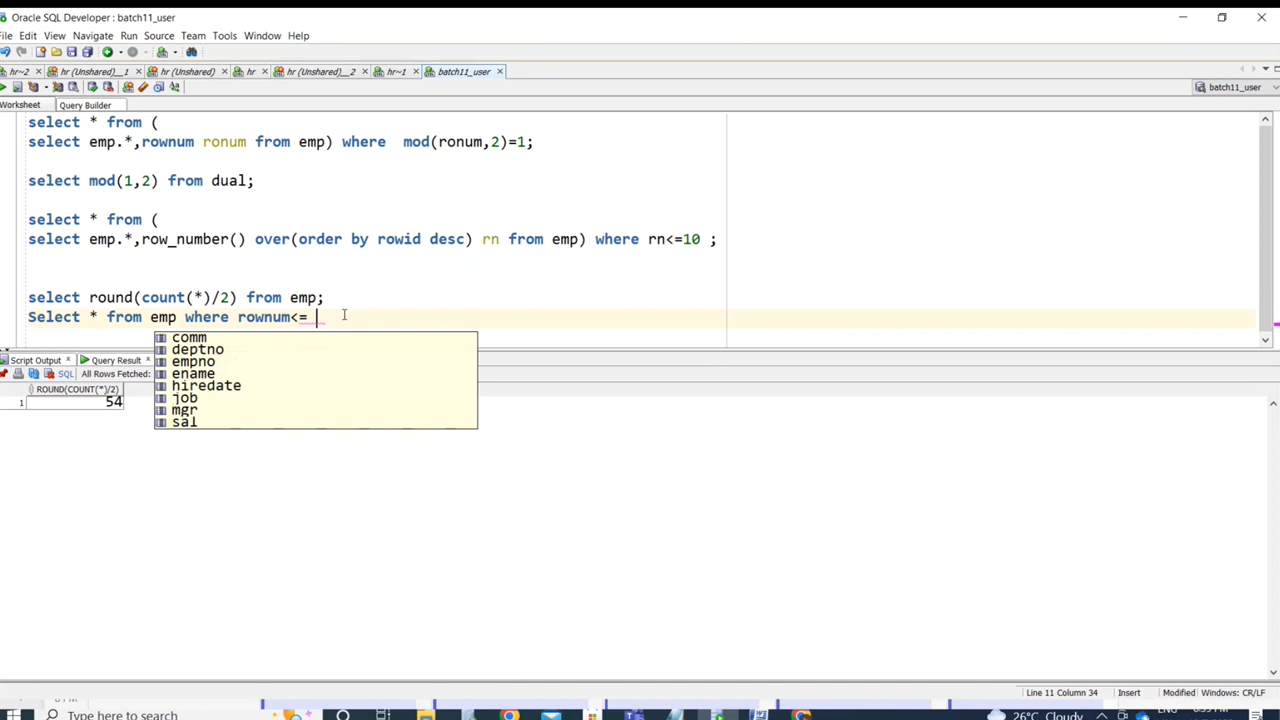 Oracle SQL Developer : batch11_user
File Edit View Navigate Run Source Team Tools Window Help
hr~2 hr (Unshared)__1 hr (Unshared) hr hr (Unshared)__2 hr~1 batch11_user
batch11_user
Worksheet Query Builder
select * from (
select emp.*,rownum ronum from emp) where mod(ronum,2)=1;
select mod(1,2) from dual;
select * from (
select emp.*,row_number() over(order by rowid desc) rn from emp) where rn<=10 ;
select round(count(*)/2) from emp;
Select * from emp where rownum<=
comm
deptno
empno
ename
hiredate
job
mgr
sal
Script Output Query Result
SQL All Rows Fetched:
ROUND(COUNT(*)/2)
1 54
Line 11 Column 34 Insert Modified Windows: CR/LF
Type here to search 26°C Cloudy ENG